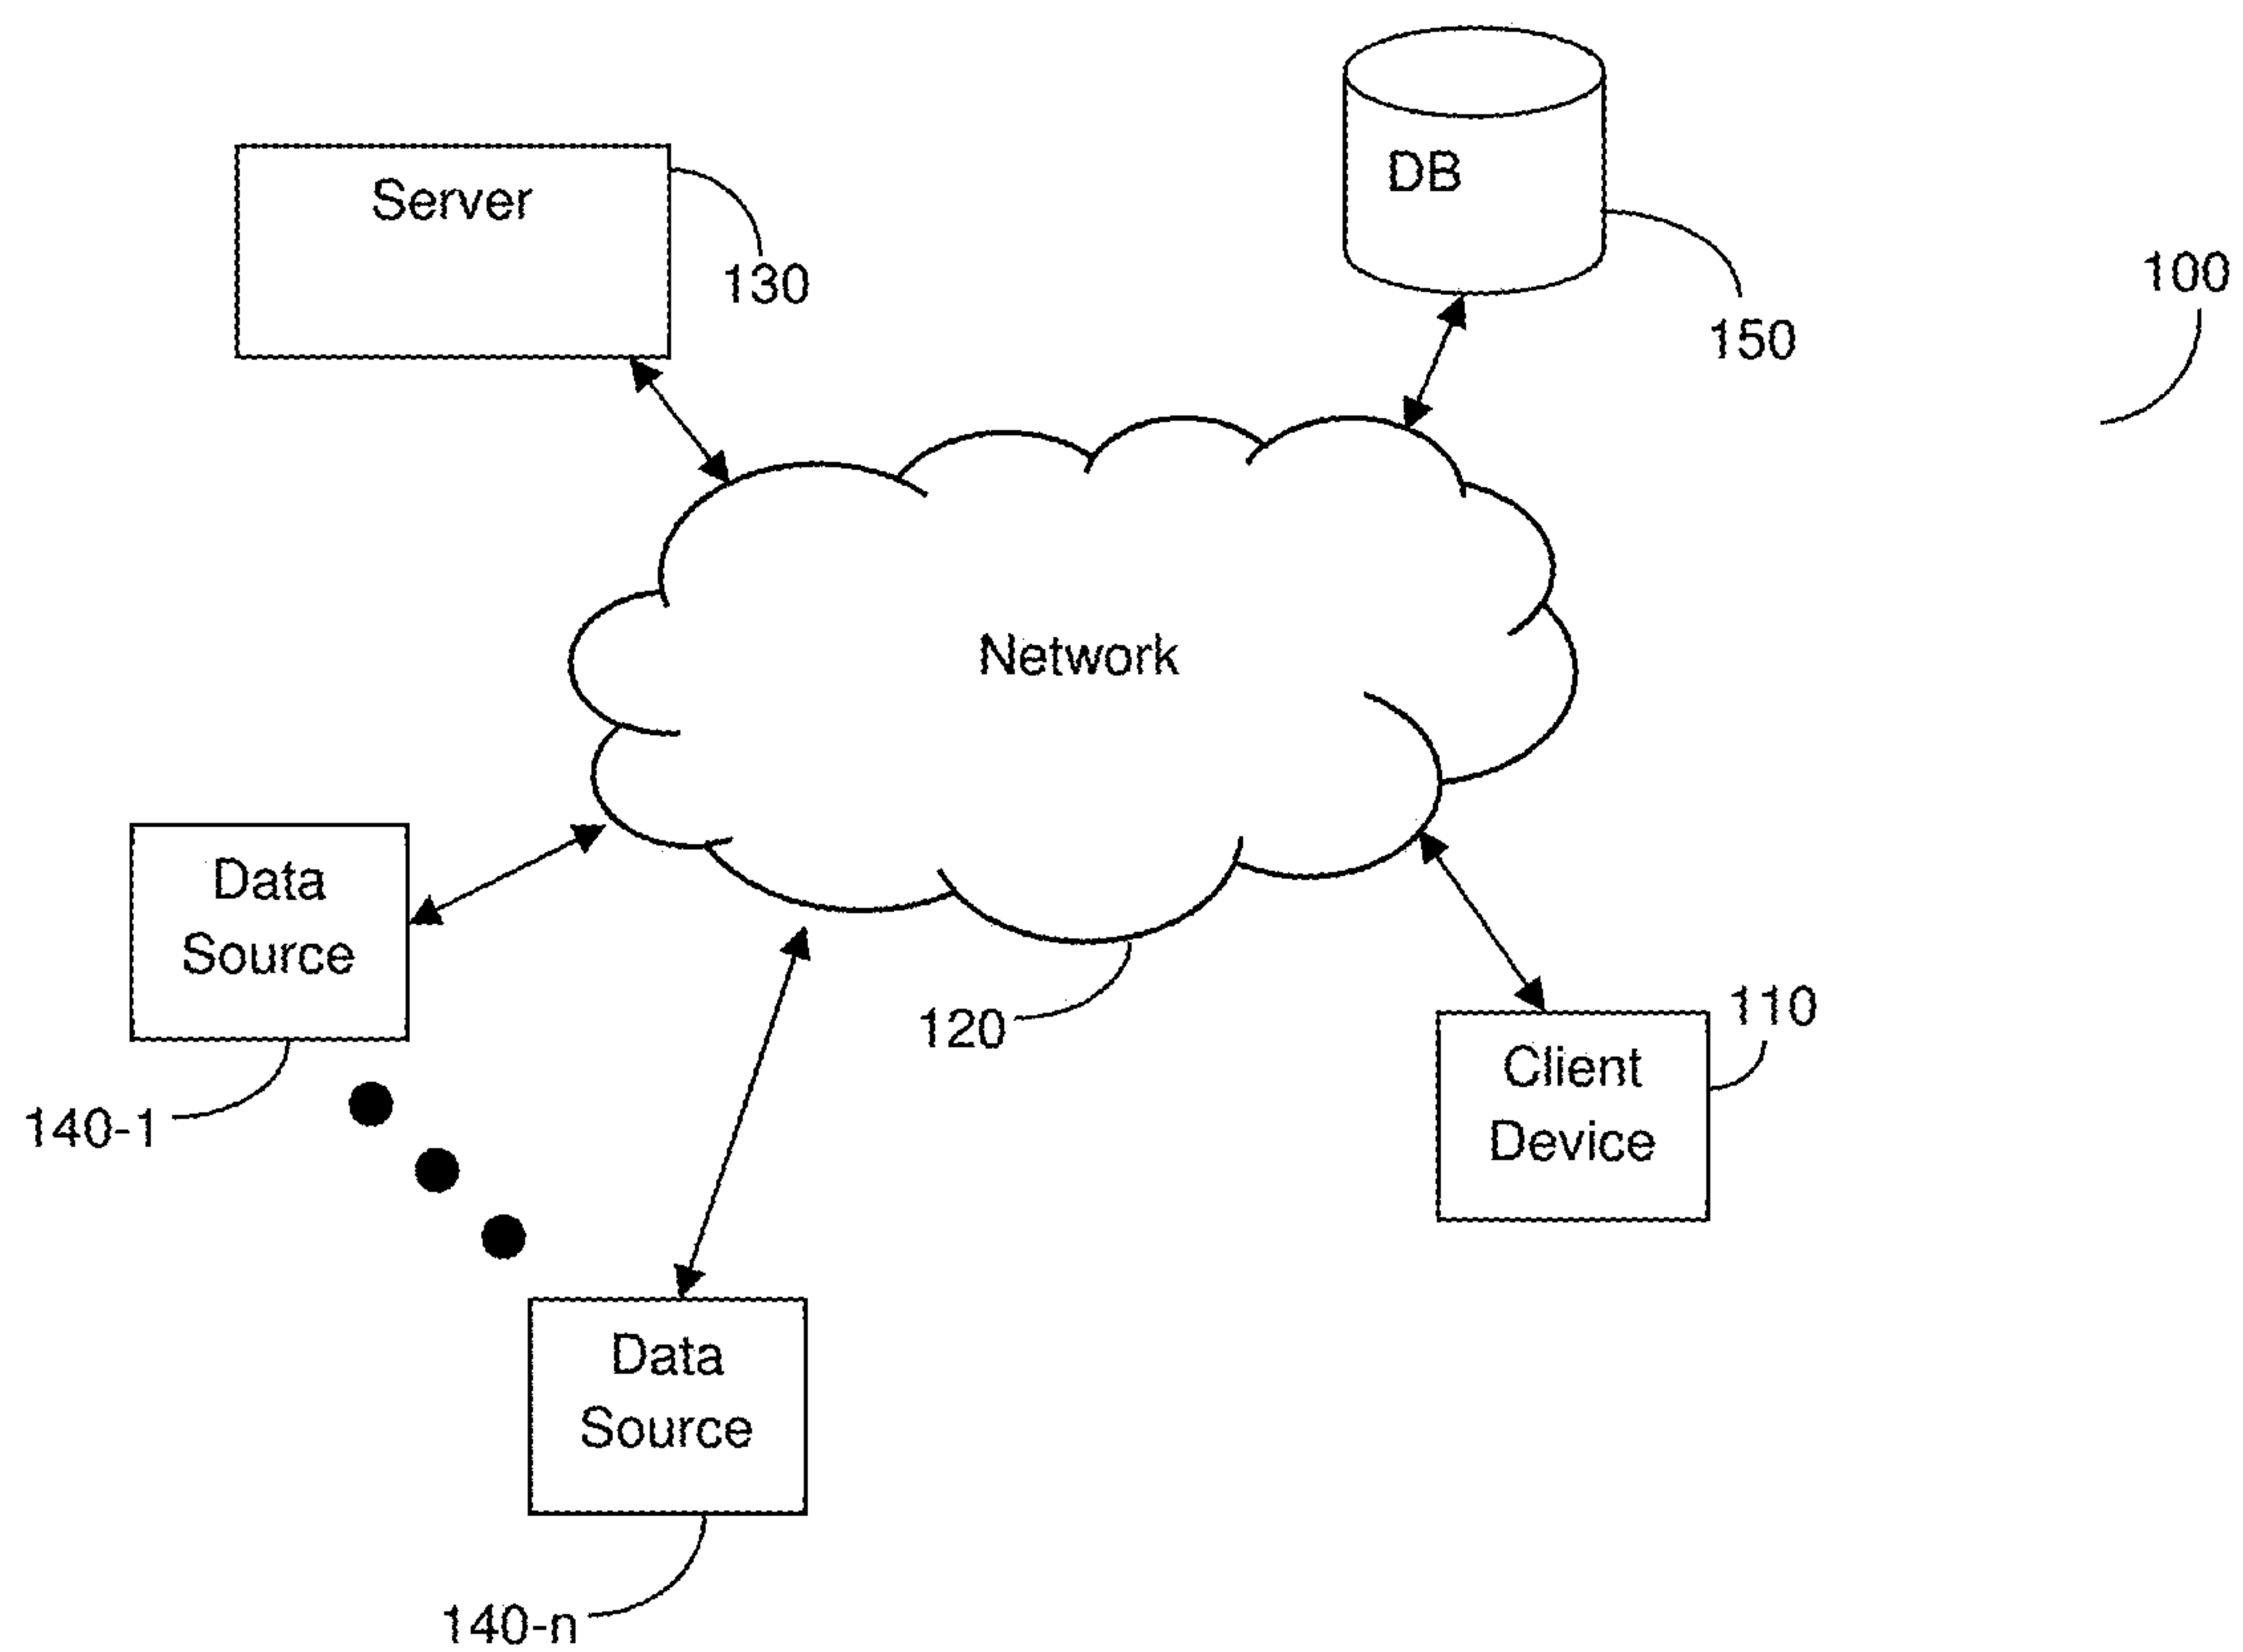 DB
Server
130
100
150
Network
Data
Source
110
120
Client
Device
140-1
Data
Source
140-n